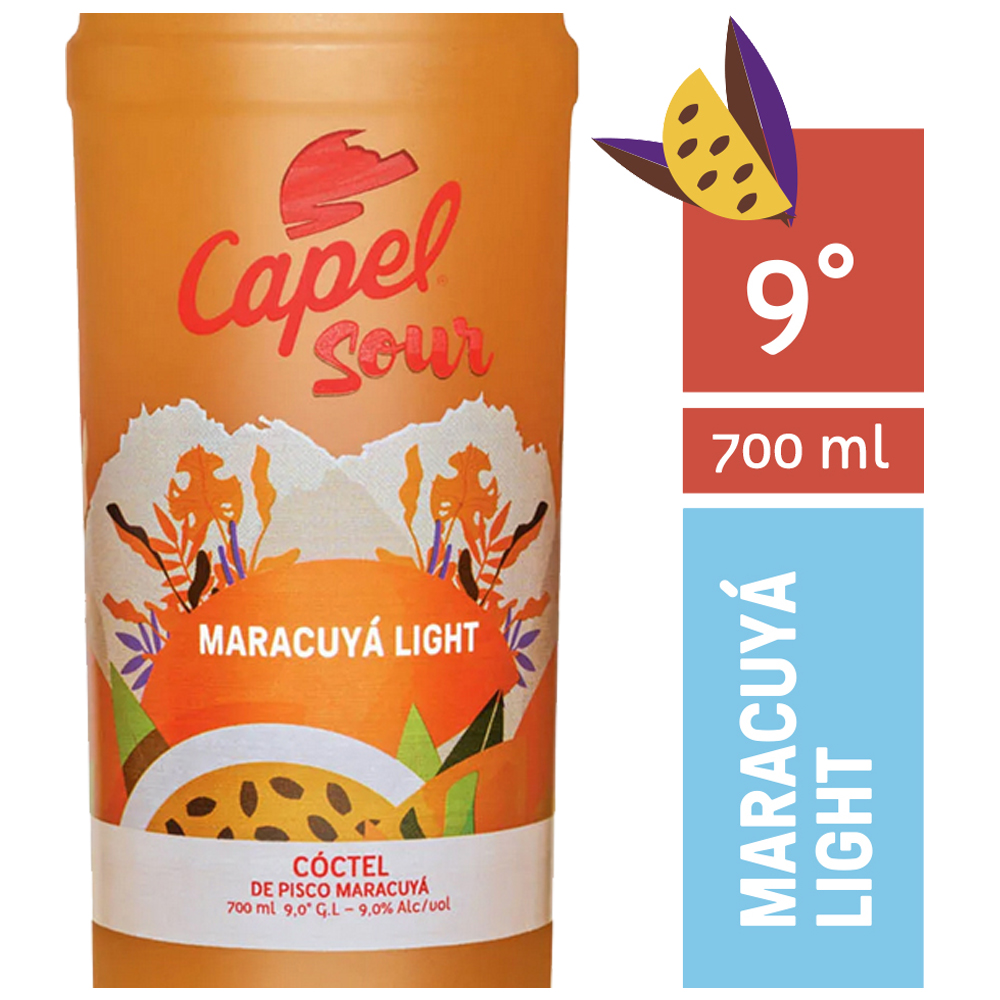 Capel
Sour
MARACUYÁ LIGHT
CÓCTEL
DE PISCO MARACUYÁ
700 ml 9,0° G.L – 9,0% Alc/vol
9°
700 ml
MARACUYÁ
LIGHT